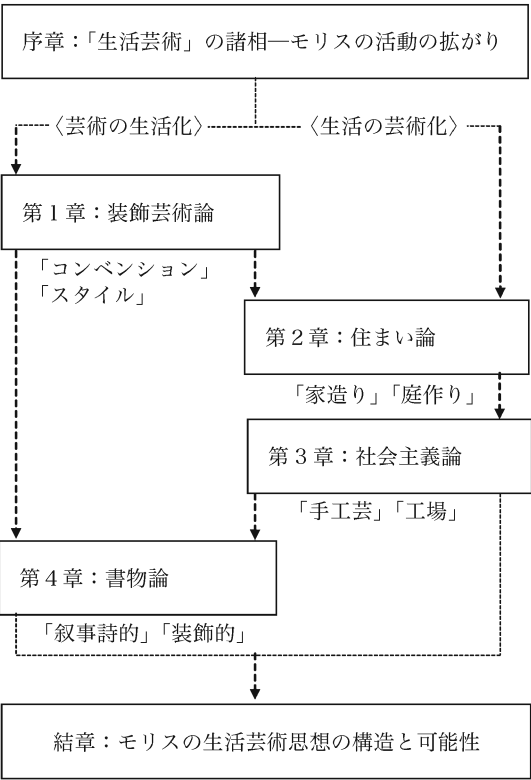 序章：「生活芸術」の諸相―モリスの活動の拡がり
〈芸術の生活化〉
〈生活の芸術化〉
第１章：装飾芸術論
「コンベンション」
「スタイル」
第２章：住まい論
「家造り」「庭作り」
第３章：社会主義論
「手工芸」「工場」
第４章：書物論
「叙事詩的」「装飾的」
結章：モリスの生活芸術思想の構造と可能性